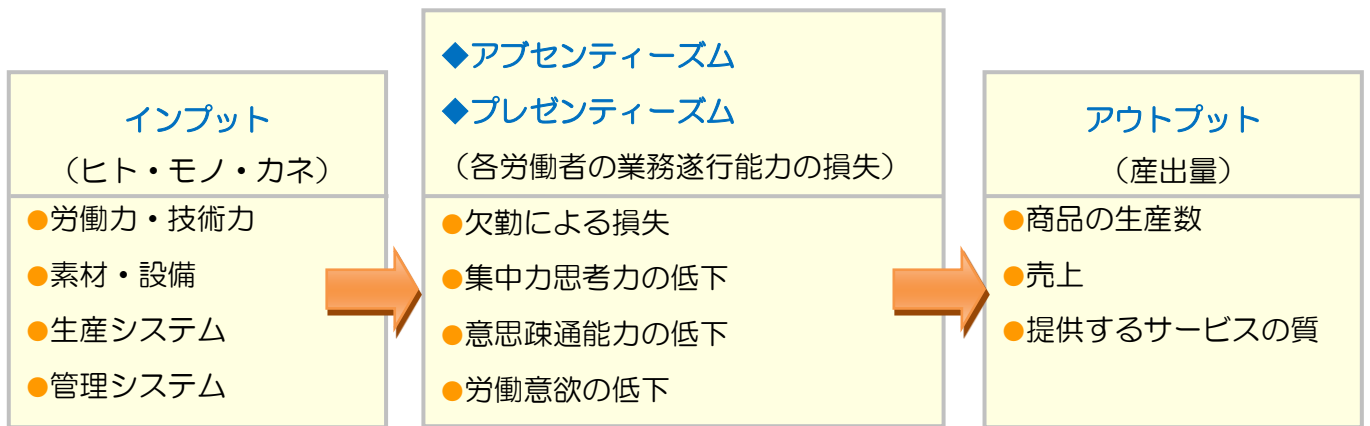 インプット
(ヒト・モノ・カネ)
●労働力・技術力
●素材・設備
●生産システム
●管理システム
◆アブセンティーズム
◆プレゼンティーズム
(各労働者の業務遂行能力の損失)
●欠勤による損失
●集中力思考力の低下
●意思疎通能力の低下
●労働意欲の低下
アウトプット
(産出量)
●商品の生産数
●売上
●提供するサービスの質